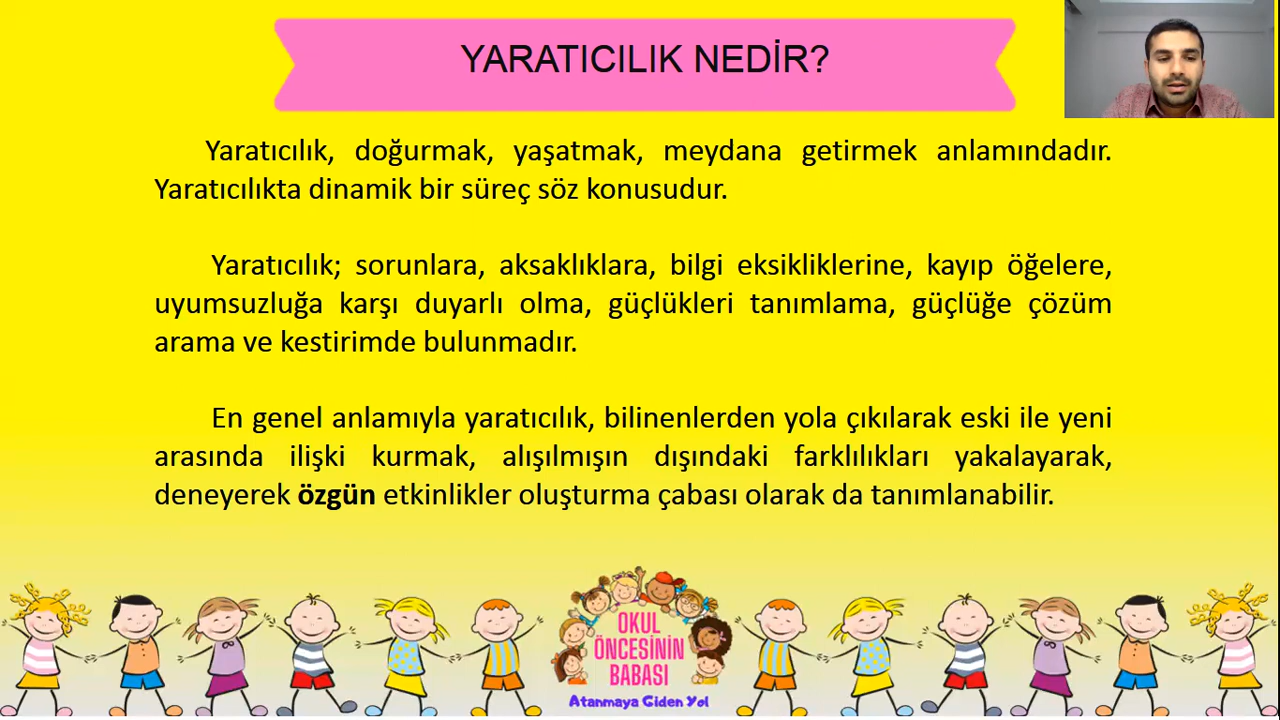 YARATICILIK NEDİR?
Yaratıcılık, doğurmak, yaşatmak, meydana getirmek anlamındadır.
Yaratıcılıkta dinamik bir süreç söz konusudur.
Yaratıcılık; sorunlara, aksaklıklara, bilgi eksikliklerine, kayıp öğelere,
uyumsuzluğa karşı duyarlı olma, güçlükleri tanımlama, güçlüğe çözüm
arama ve kestirimde bulunmadır.
En genel anlamıyla yaratıcılık, bilinenlerden yola çıkılarak eski ile yeni
arasında ilişki kurmak, alışılmışın dışındaki farklılıkları yakalayarak,
deneyerek özgün etkinlikler oluşturma çabası olarak da tanımlanabilir.
OKUL
ÖNCESİNİN
BABASI
Atanmaya Giden Yol